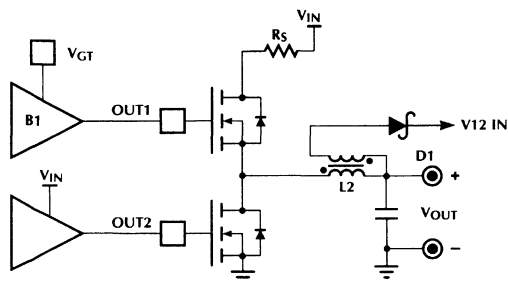 VIN
RS
VGT
B1
OUT1
V12 IN
D1
+
L2
VIN
OUT2
VOUT
–